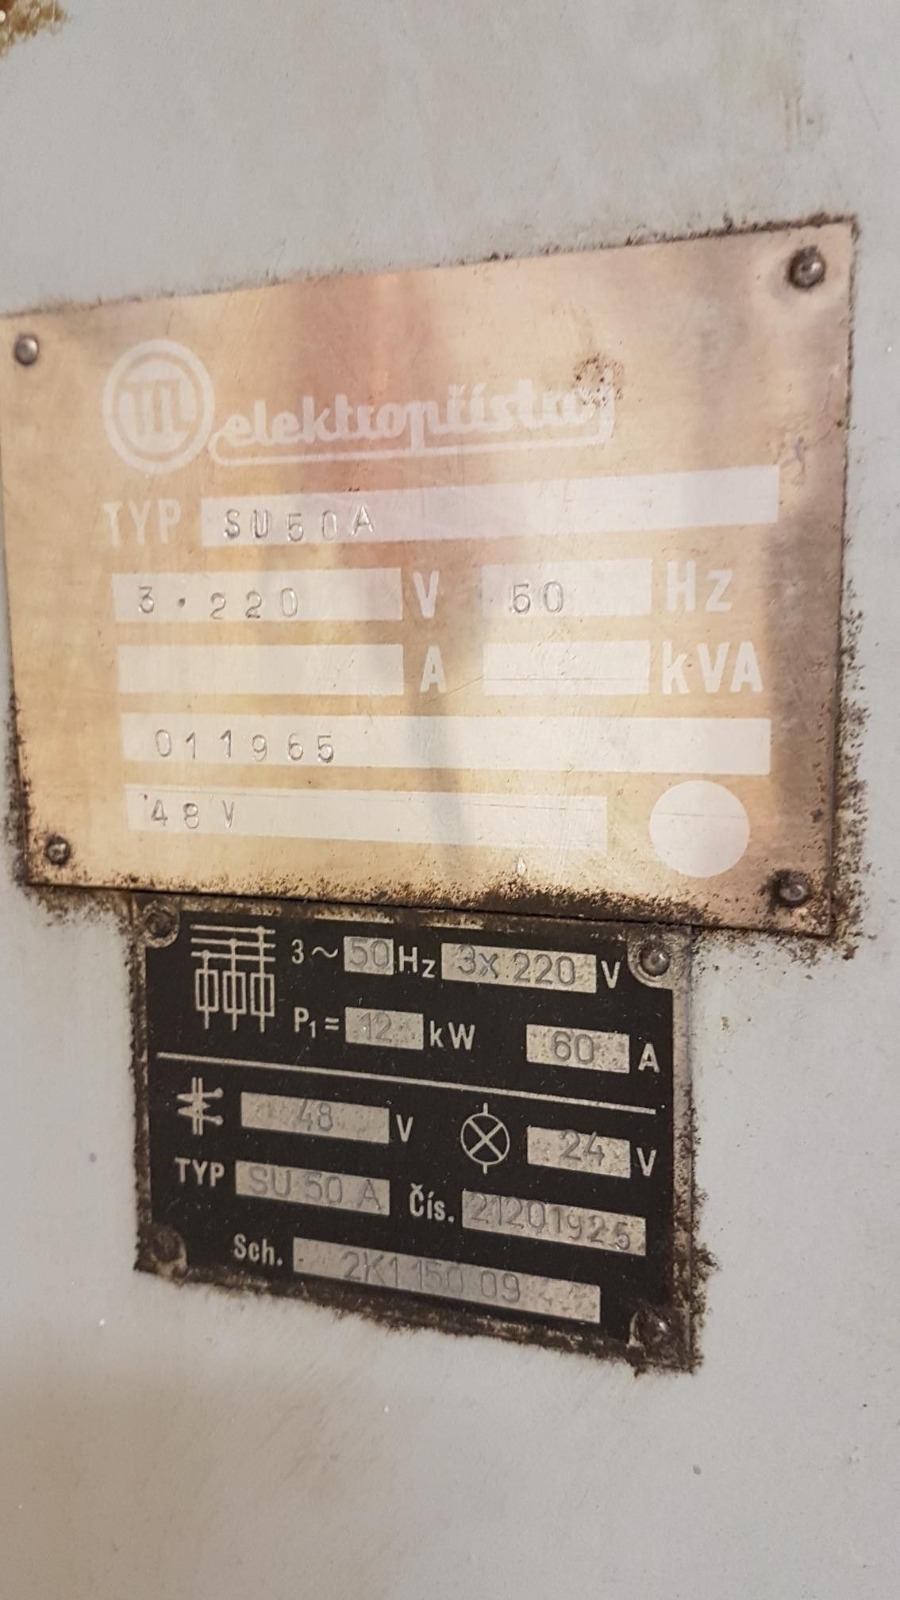 elektropřístroj
TYP SU50A
3·220 V 50 Hz
A kVA
011965
48 V
3~ 50 Hz 3x 220 V
P₁= 12 kW 60 A
48 V 24 V
TYP SU 50 A Čís. 21201925
Sch. 2K1 150 09